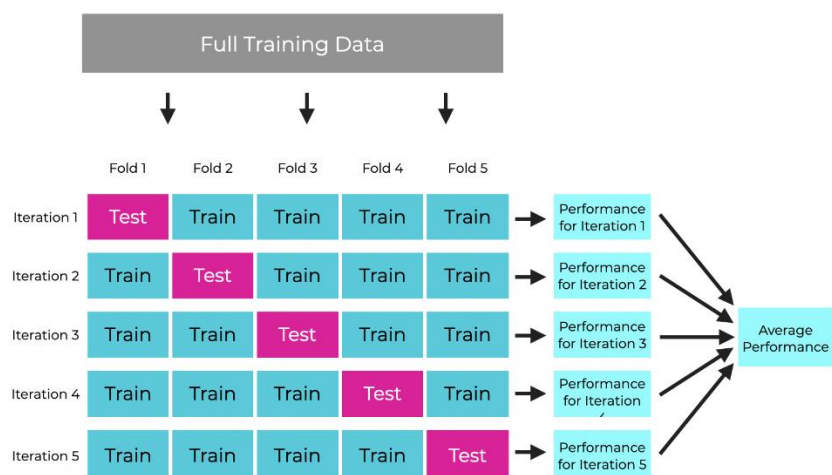 Full Training Data
Fold 1 Fold 2 Fold 3 Fold 4 Fold 5
Iteration 1 Test Train Train Train Train
Performance
for Iteration 1
Iteration 2 Train Test Train Train Train
Performance
for Iteration 2
Iteration 3 Train Train Test Train Train
Performance
for Iteration 3
Average
Performance
Iteration 4 Train Train Train Test Train
Performance
for Iteration
Iteration 5 Train Train Train Train Test
Performance
for Iteration 5